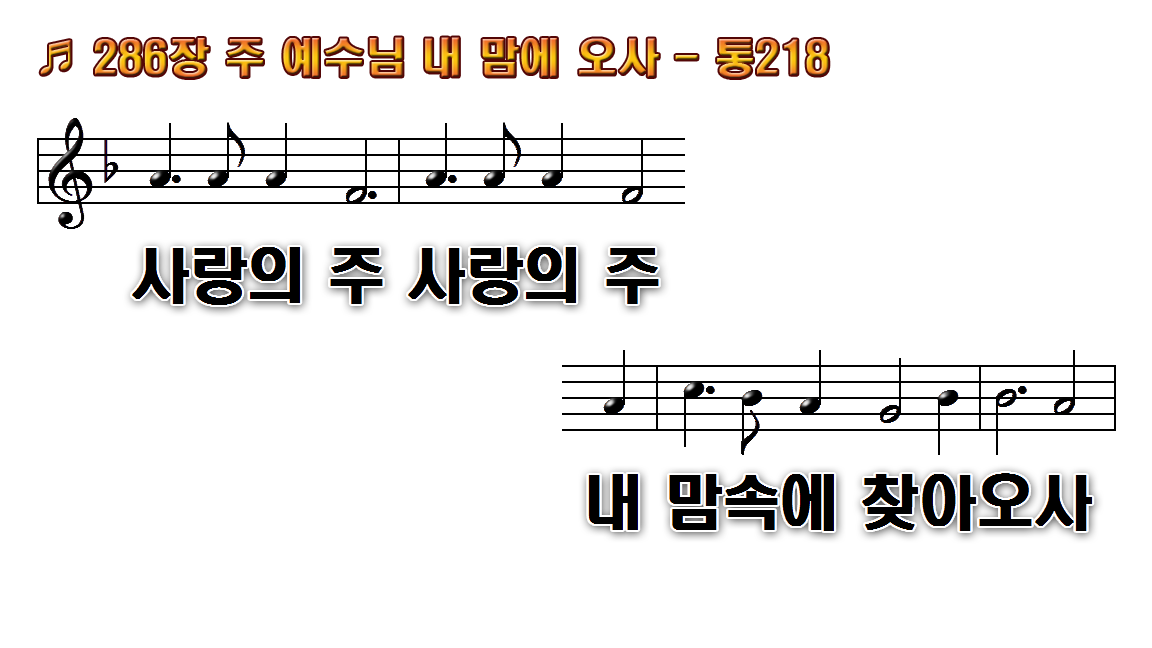 ♬ 286장 주 예수님 내 맘에 오사 - 통218
사랑의 주 사랑의 주
내 맘속에 찾아오사